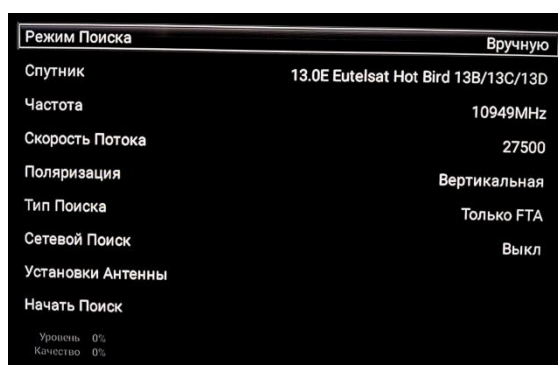 Режим Поиска Вручную
Спутник 13.0E Eutelsat Hot Bird 13B/13C/13D
Частота 10949MHz
Скорость Потока 27500
Поляризация Вертикальная
Тип Поиска Только FTA
Сетевой Поиск Выкл
Установки Антенны
Начать Поиск
Уровень 0%
Качество 0%